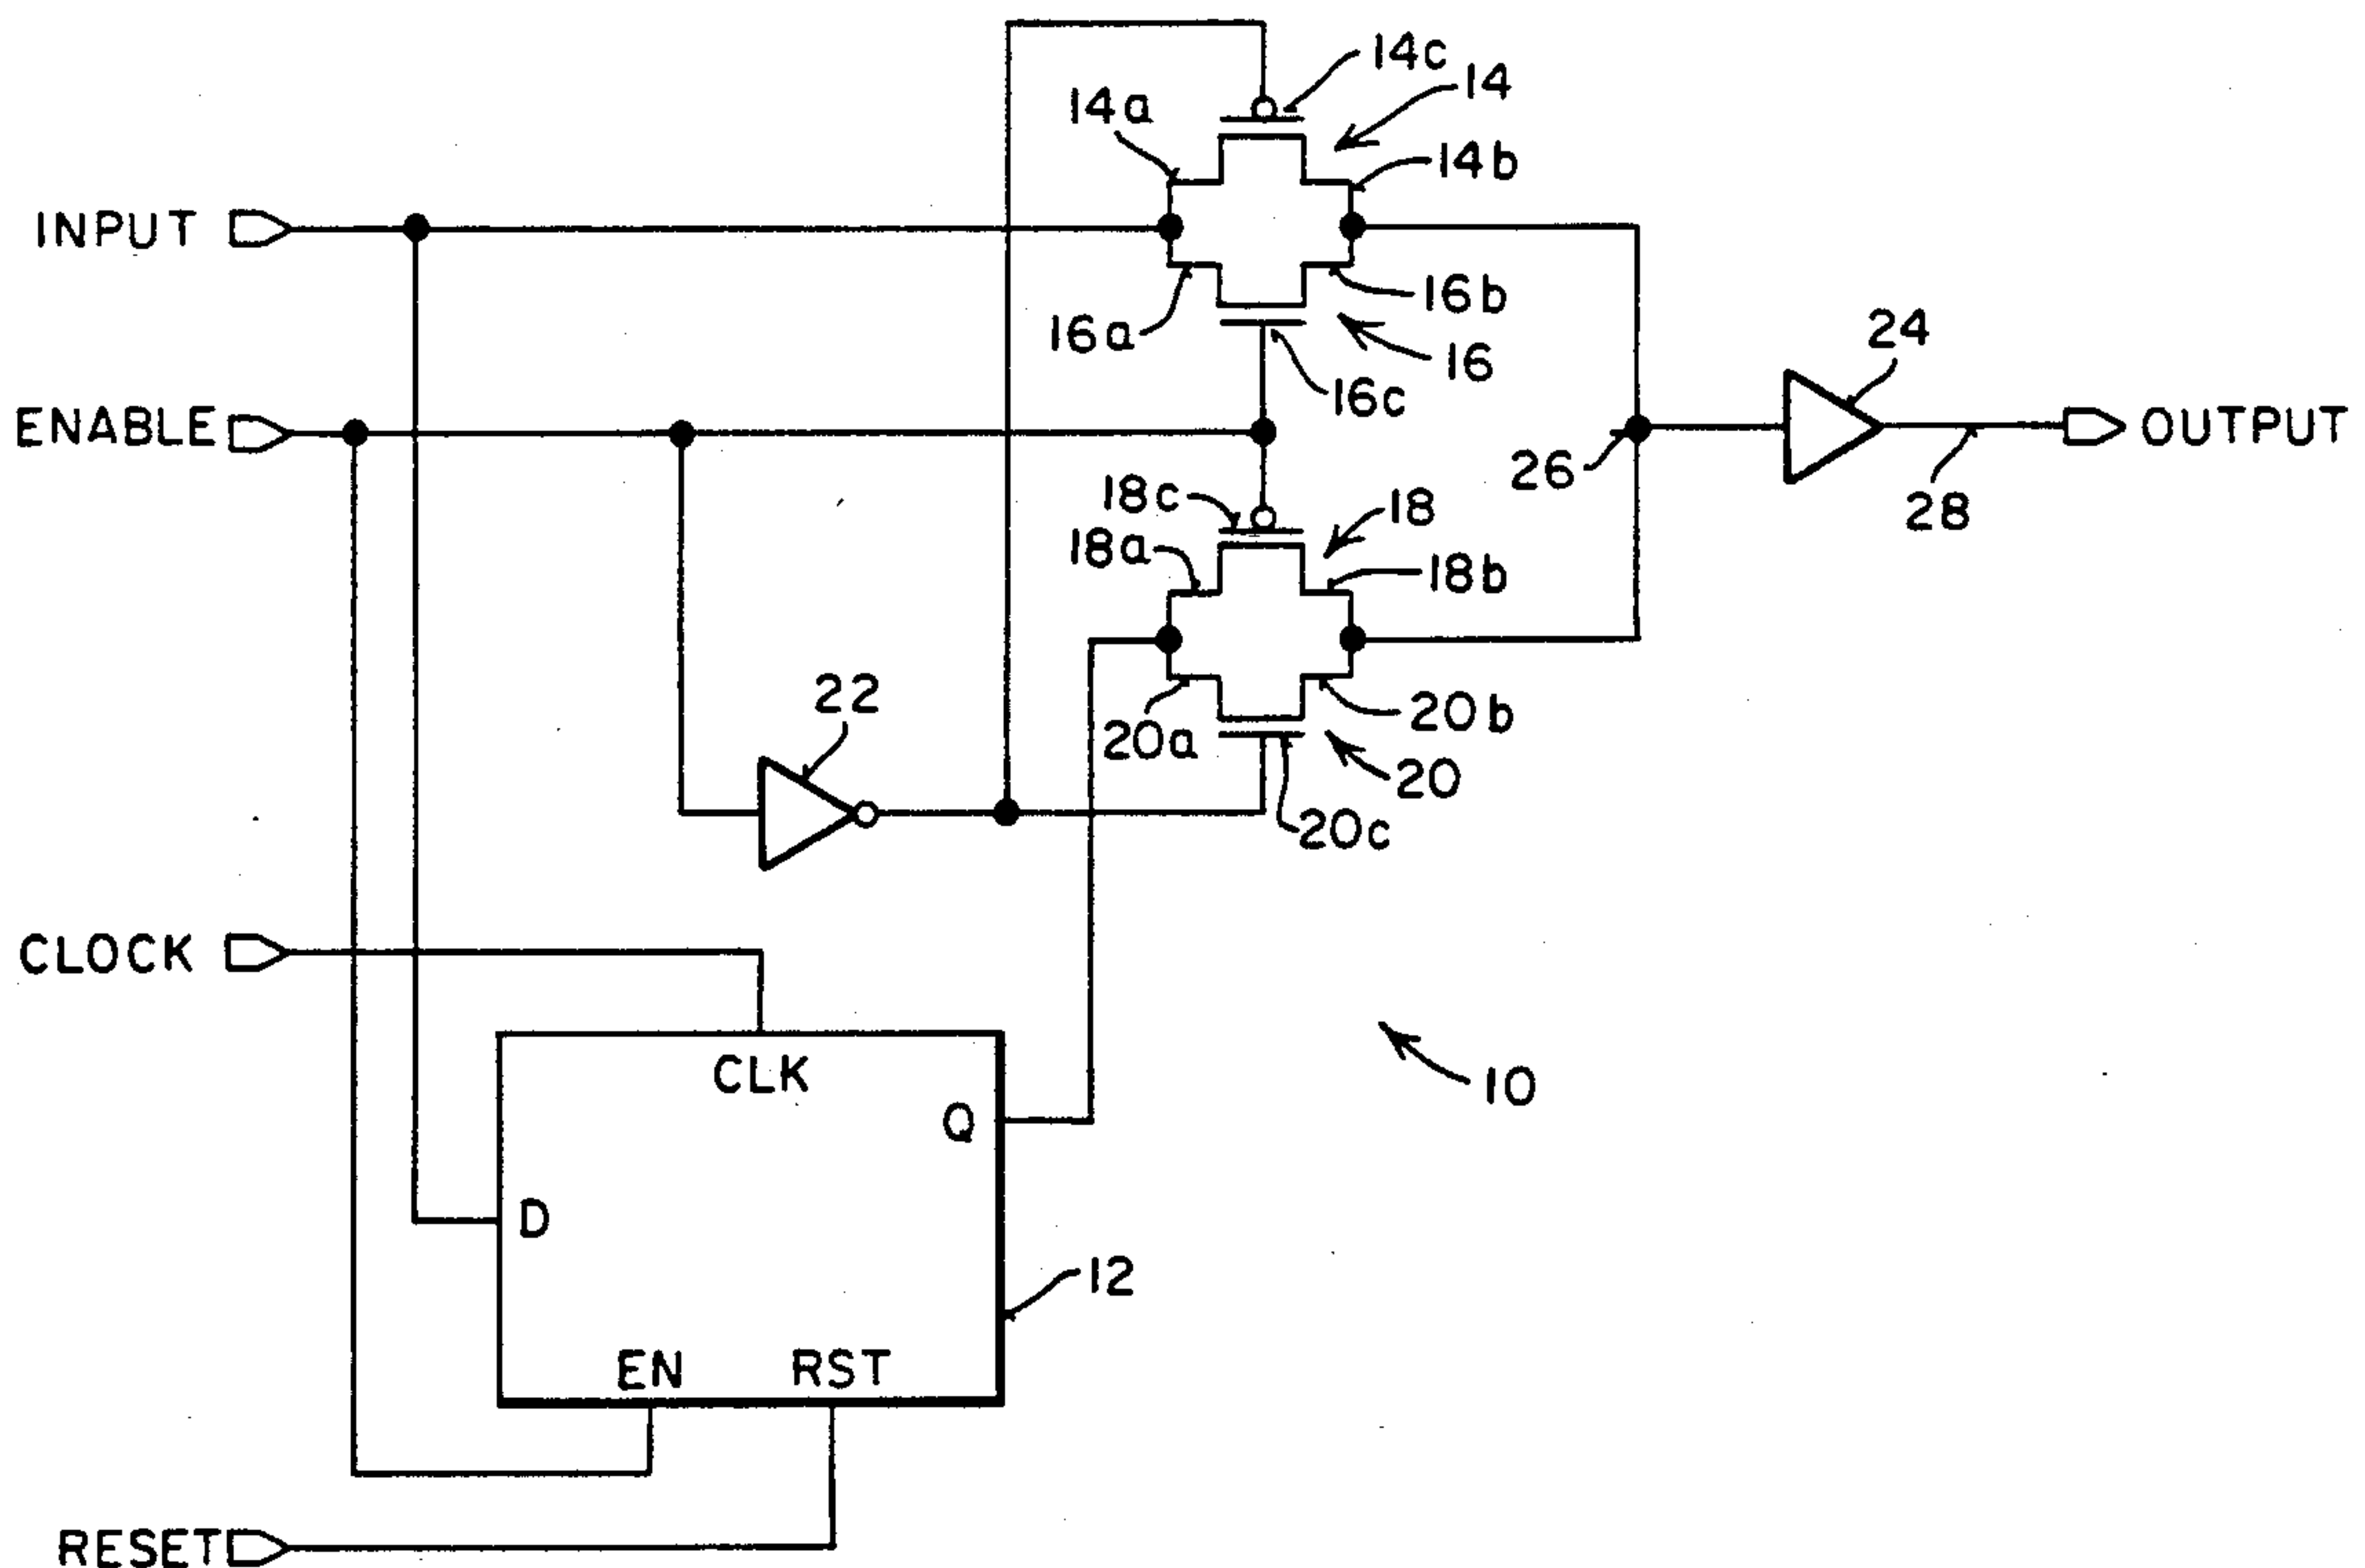 14c
14
14a
14b
INPUT
16b
16a
16
16c
24
ENABLE
OUTPUT
26
28
18c
18
18a
18b
22
20b
20a
20
20c
CLOCK
CLK
Q
10
D
12
EN
RST
RESET